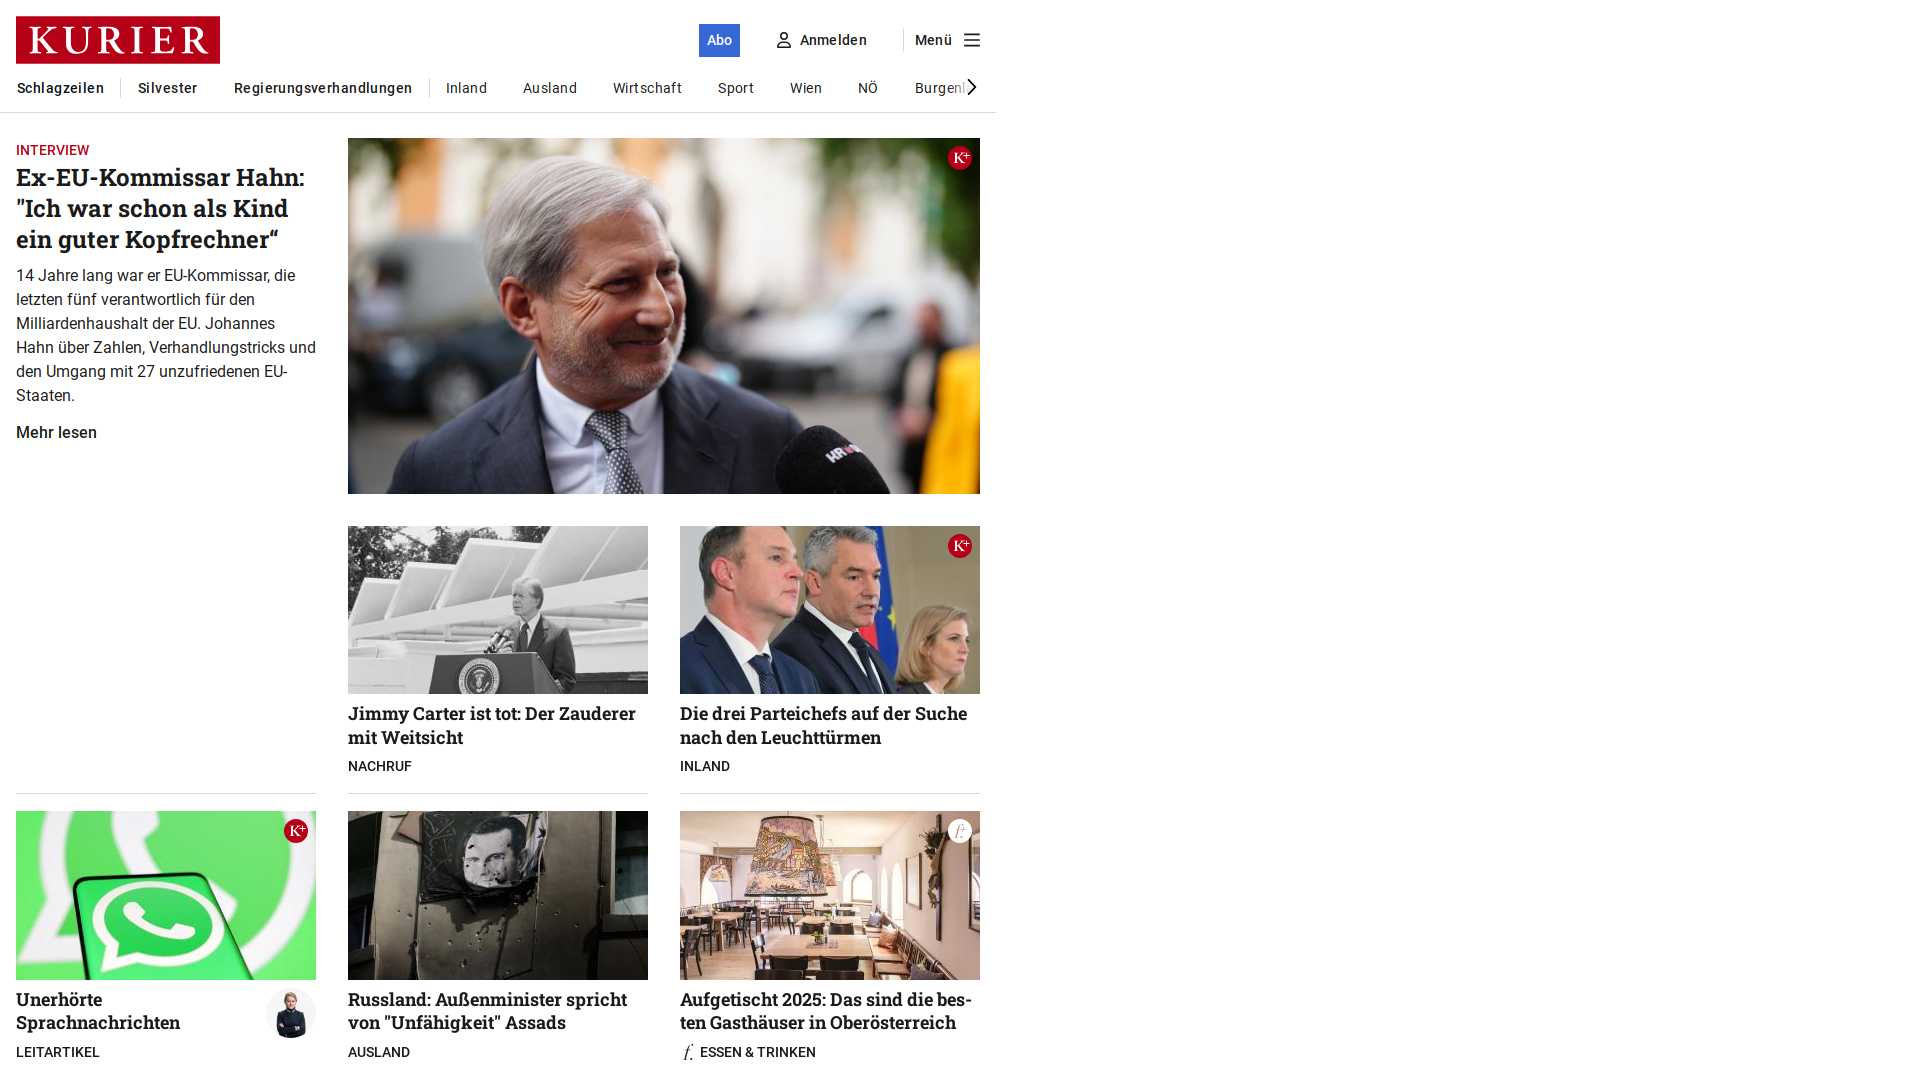 KURIER
Abo
Anmelden
Menü
Schlagzeilen
Silvester
Regierungsverhandlungen
Inland
Ausland
Wirtschaft
Sport
Wien
NÖ
Burgenl
INTERVIEW
Ex-EU-Kommissar Hahn:
"Ich war schon als Kind
ein guter Kopfrechner“
14 Jahre lang war er EU-Kommissar, die
letzten fünf verantwortlich für den
Milliardenhaushalt der EU. Johannes
Hahn über Zahlen, Verhandlungstricks und
den Umgang mit 27 unzufriedenen EU-
Staaten.
Mehr lesen
K+
K+
Jimmy Carter ist tot: Der Zauderer
mit Weitsicht
NACHRUF
Die drei Parteichefs auf der Suche
nach den Leuchttürmen
INLAND
K+
f+
Unerhörte
Sprachnachrichten
LEITARTIKEL
Russland: Außenminister spricht
von "Unfähigkeit" Assads
AUSLAND
Aufgetischt 2025: Das sind die bes-
ten Gasthäuser in Oberösterreich
f. ESSEN & TRINKEN